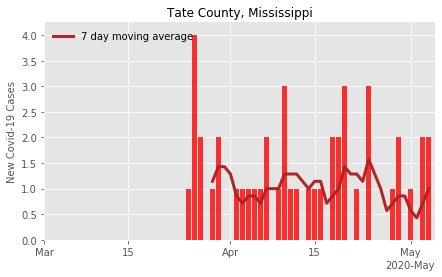 Tate County, Mississippi
7 day moving average
New Covid-19 Cases
4.0
3.5
3.0
2.5
2.0
1.5
1.0
0.5
0.0
Mar
15
Apr
15
May
2020-May